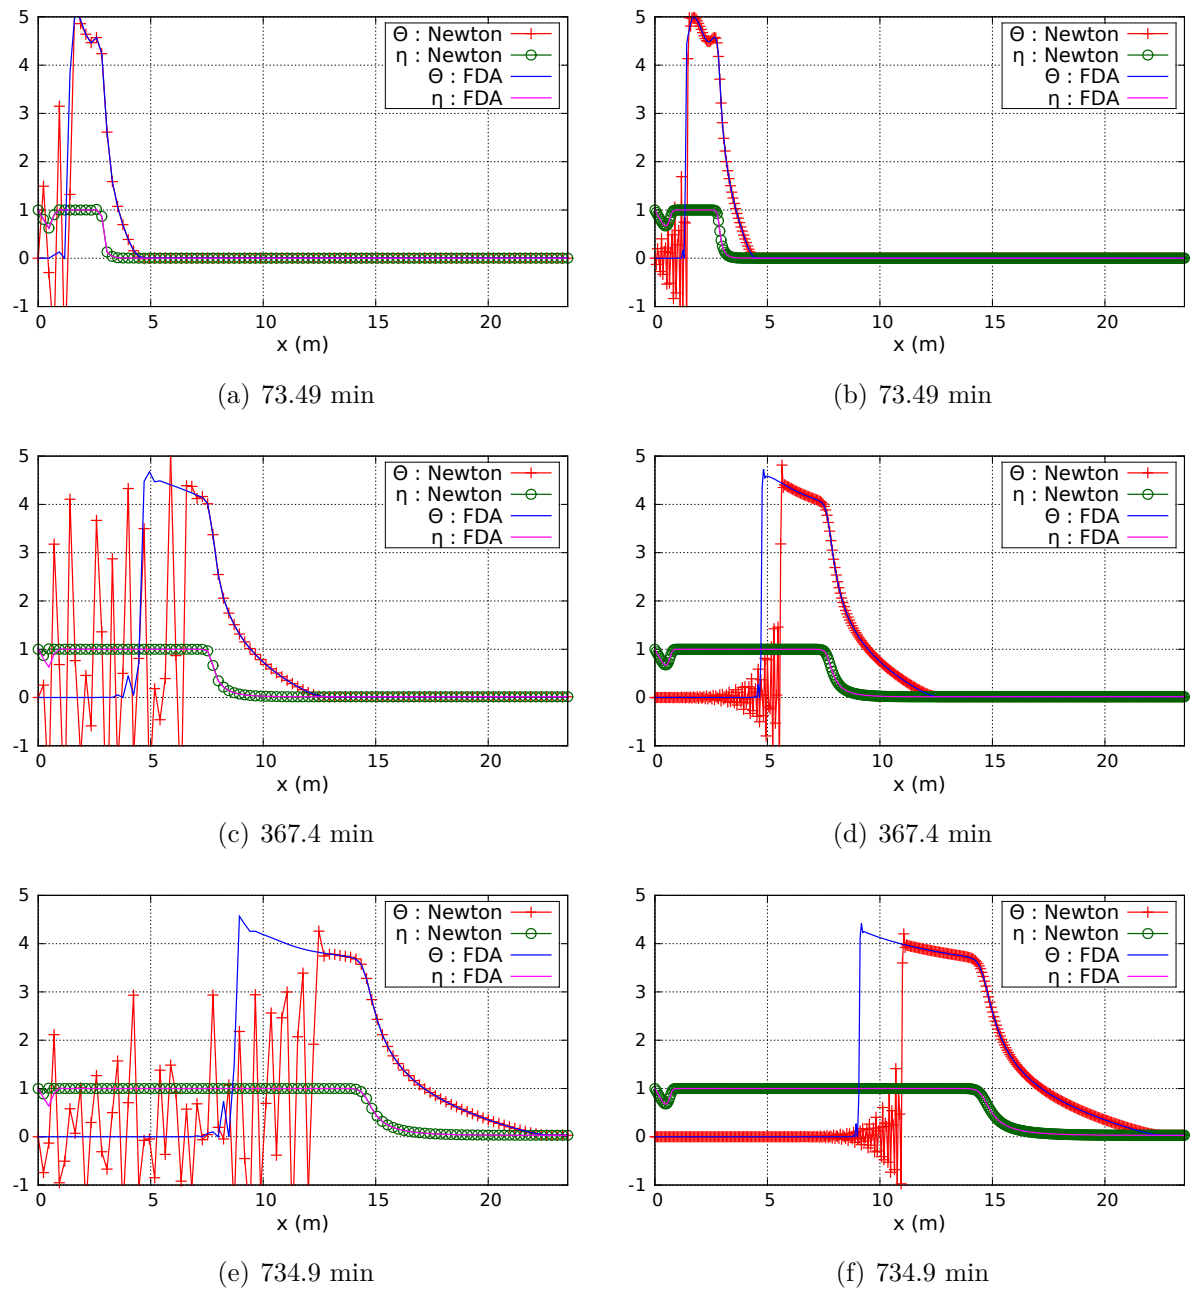 5
4
3
2
1
0
-1
0 5 10 15 20
x (m)
Θ : Newton
η : Newton
Θ : FDA
η : FDA
(a) 73.49 min
5
4
3
2
1
0
-1
0 5 10 15 20
x (m)
Θ : Newton
η : Newton
Θ : FDA
η : FDA
(b) 73.49 min
5
4
3
2
1
0
-1
0 5 10 15 20
x (m)
Θ : Newton
η : Newton
Θ : FDA
η : FDA
(c) 367.4 min
5
4
3
2
1
0
-1
0 5 10 15 20
x (m)
Θ : Newton
η : Newton
Θ : FDA
η : FDA
(d) 367.4 min
5
4
3
2
1
0
-1
0 5 10 15 20
x (m)
Θ : Newton
η : Newton
Θ : FDA
η : FDA
(e) 734.9 min
5
4
3
2
1
0
-1
0 5 10 15 20
x (m)
Θ : Newton
η : Newton
Θ : FDA
η : FDA
(f) 734.9 min